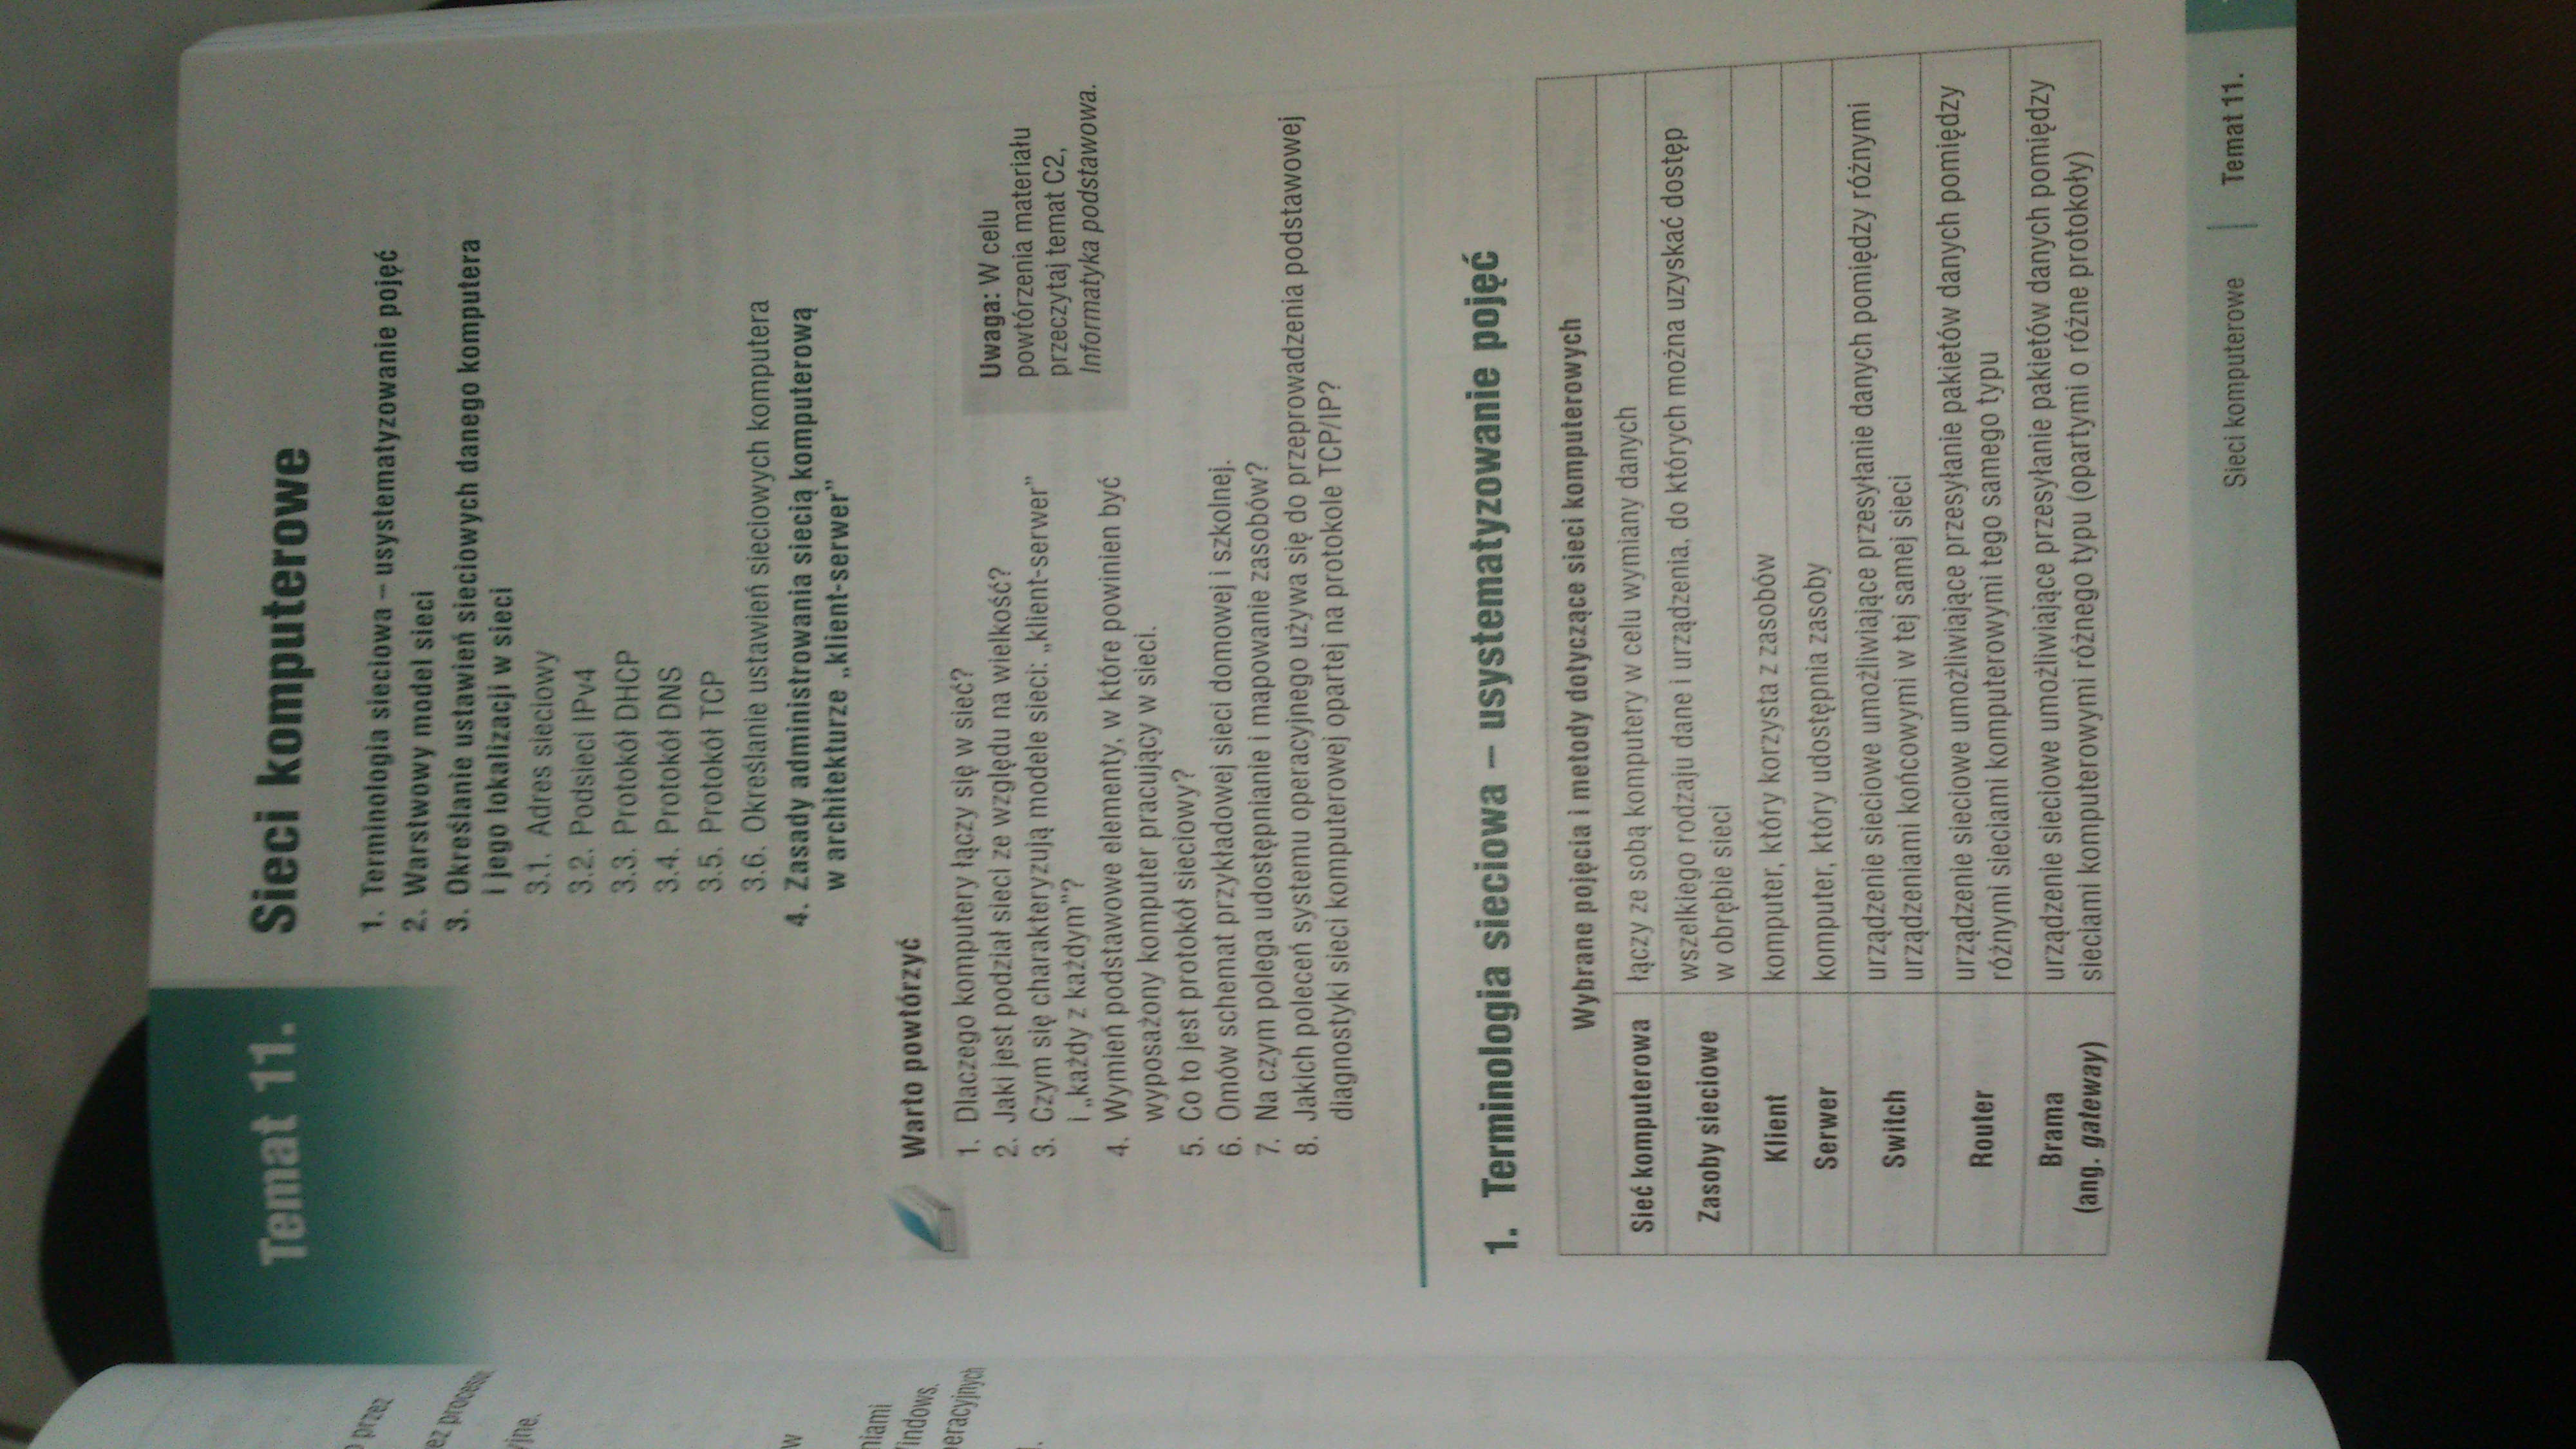 Temat 11.
Sieci komputerowe
1. Terminologia sieciowa – usystematyzowanie pojęć
2. Warstwowy model sieci
3. Określanie ustawień sieciowych danego komputera
i jego lokalizacji w sieci
3.1. Adres sieciowy
3.2. Podsieci IPv4
3.3. Protokół DHCP
3.4. Protokół DNS
3.5. Protokół TCP
3.6. Określanie ustawień sieciowych komputera
4. Zasady administrowania siecią komputerową
w architekturze „klient-serwer”
Warto powtórzyć
1. Dlaczego komputery łączy się w sieć?
2. Jaki jest podział sieci ze względu na wielkość?
3. Czym się charakteryzują modele sieci: „klient-serwer”
i „każdy z każdym”?
4. Wymień podstawowe elementy, w które powinien być
wyposażony komputer pracujący w sieci.
5. Co to jest protokół sieciowy?
6. Omów schemat przykładowej sieci domowej i szkolnej.
7. Na czym polega udostępnianie i mapowanie zasobów?
8. Jakich poleceń systemu operacyjnego używa się do przeprowadzenia podstawowej
diagnostyki sieci komputerowej opartej na protokole TCP/IP?
Uwaga: W celu
powtórzenia materiału
przeczytaj temat C2,
Informatyka podstawowa.
1. Terminologia sieciowa – usystematyzowanie pojęć
Wybrane pojęcia i metody dotyczące sieci komputerowych
Sieć komputerowa łączy ze sobą komputery w celu wymiany danych
Zasoby sieciowe wszelkiego rodzaju dane i urządzenia, do których można uzyskać dostęp
w obrębie sieci
Klient komputer, który korzysta z zasobów
Serwer komputer, który udostępnia zasoby
Switch urządzenie sieciowe umożliwiające przesyłanie danych pomiędzy różnymi
urządzeniami końcowymi w tej samej sieci
Router urządzenie sieciowe umożliwiające przesyłanie pakietów danych pomiędzy
różnymi sieciami komputerowymi tego samego typu
Brama urządzenie sieciowe umożliwiające przesyłanie pakietów danych pomiędzy
(ang. gateway) sieciami komputerowymi różnego typu (opartymi o różne protokoły)
Sieci komputerowe | Temat 11.